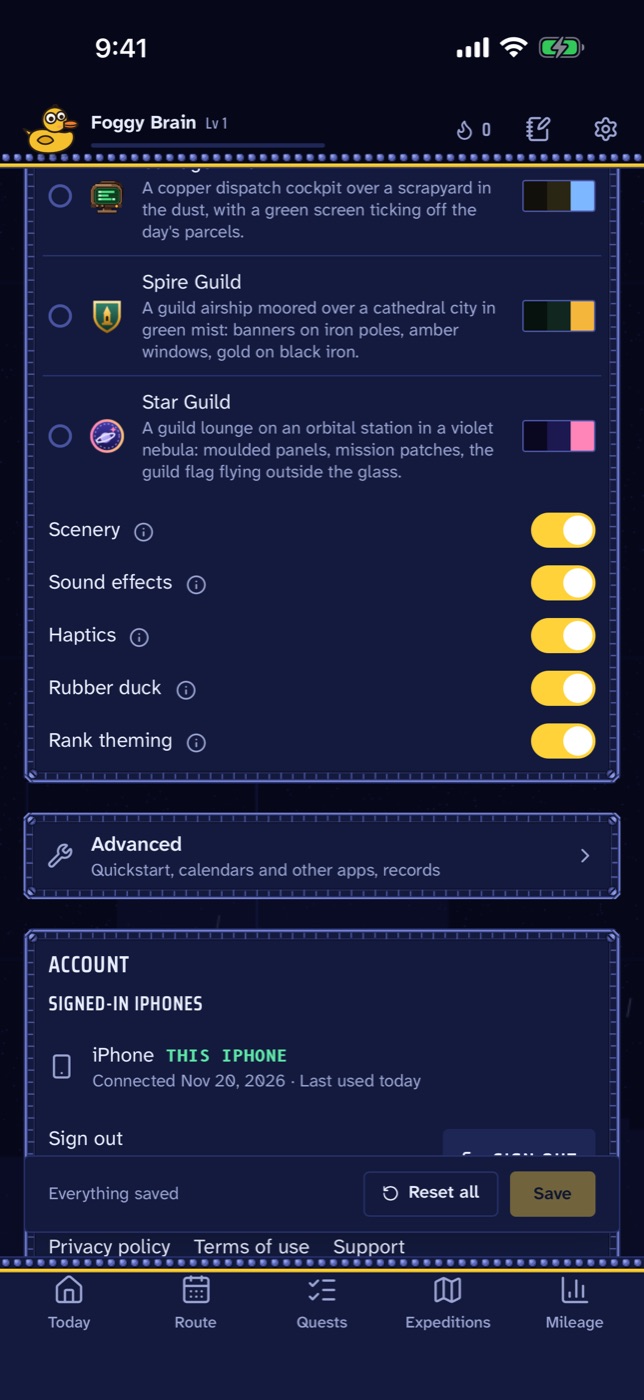 9:41
Foggy Brain Lv 1
0
A copper dispatch cockpit over a scrapyard in
the dust, with a green screen ticking off the
day's parcels.
Spire Guild
A guild airship moored over a cathedral city in
green mist: banners on iron poles, amber
windows, gold on black iron.
Star Guild
A guild lounge on an orbital station in a violet
nebula: moulded panels, mission patches, the
guild flag flying outside the glass.
Scenery
Sound effects
Haptics
Rubber duck
Rank theming
Advanced
Quickstart, calendars and other apps, records
ACCOUNT
SIGNED-IN IPHONES
iPhone THIS IPHONE
Connected Nov 20, 2026 · Last used today
Sign out
SIGN OUT
Everything saved
Reset all
Save
Privacy policy Terms of use Support
Today Route Quests Expeditions Mileage